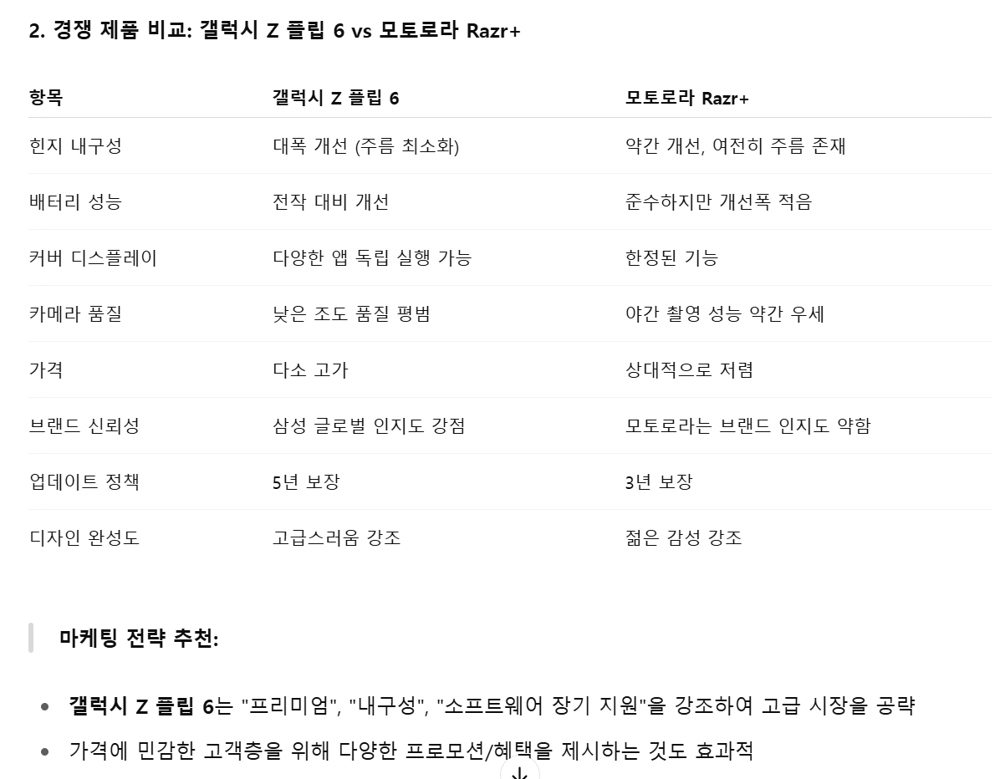 2. 경쟁 제품 비교: 갤럭시 Z 플립 6 vs 모토로라 Razr+
항목 갤럭시 Z 플립 6 모토로라 Razr+
힌지 내구성 대폭 개선 (주름 최소화) 약간 개선, 여전히 주름 존재
배터리 성능 전작 대비 개선 준수하지만 개선폭 적음
커버 디스플레이 다양한 앱 독립 실행 가능 한정된 기능
카메라 품질 낮은 조도 품질 평범 야간 촬영 성능 약간 우세
가격 다소 고가 상대적으로 저렴
브랜드 신뢰성 삼성 글로벌 인지도 강점 모토로라는 브랜드 인지도 약함
업데이트 정책 5년 보장 3년 보장
디자인 완성도 고급스러움 강조 젊은 감성 강조
마케팅 전략 추천:
갤럭시 Z 플립 6는 "프리미엄", "내구성", "소프트웨어 장기 지원"을 강조하여 고급 시장을 공략
가격에 민감한 고객층을 위해 다양한 프로모션/혜택을 제시하는 것도 효과적